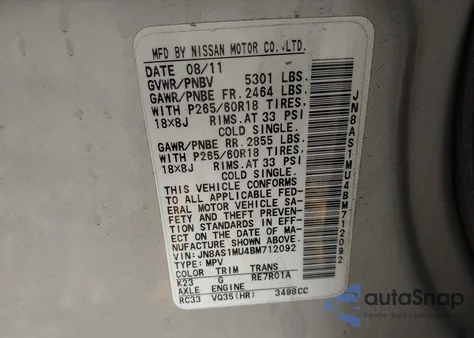 MFD BY NISSAN MOTOR CO.,LTD.
DATE 08/11
GVWR/PNBV 5301 LBS.
GAWR/PNBE FR. 2464 LBS.
WITH P265/60R18 TIRES,
18×8J RIMS.AT 33 PSI
COLD SINGLE.
GAWR/PNBE RR. 2855 LBS.
WITH P265/60R18 TIRES,
18×8J RIMS.AT 33 PSI
COLD SINGLE.
THIS VEHICLE CONFORMS
TO ALL APPLICABLE FED-
ERAL MOTOR VEHICLE SA-
FETY AND THEFT PREVEN-
TION STANDARDS IN EFF-
ECT ON THE DATE OF MA-
NUFACTURE SHOWN ABOVE.
VIN:JN8AS1MU4BM712092
TYPE: MPV
COLOR TRIM TRANS
K23 G RE7R01A
AXLE ENGINE
RC33 VQ35(HR) 3498CC
JN8AS1MU4BM712092
autoSnap